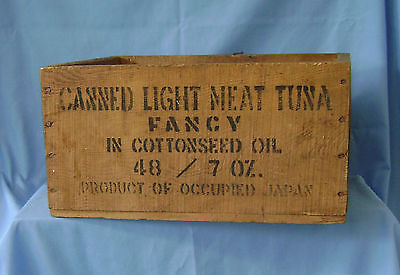 CANNED LIGHT MEAT TUNA
FANCY
IN COTTONSEED OIL
48 / 7 OZ.
PRODUCT OF OCCUPIED JAPAN